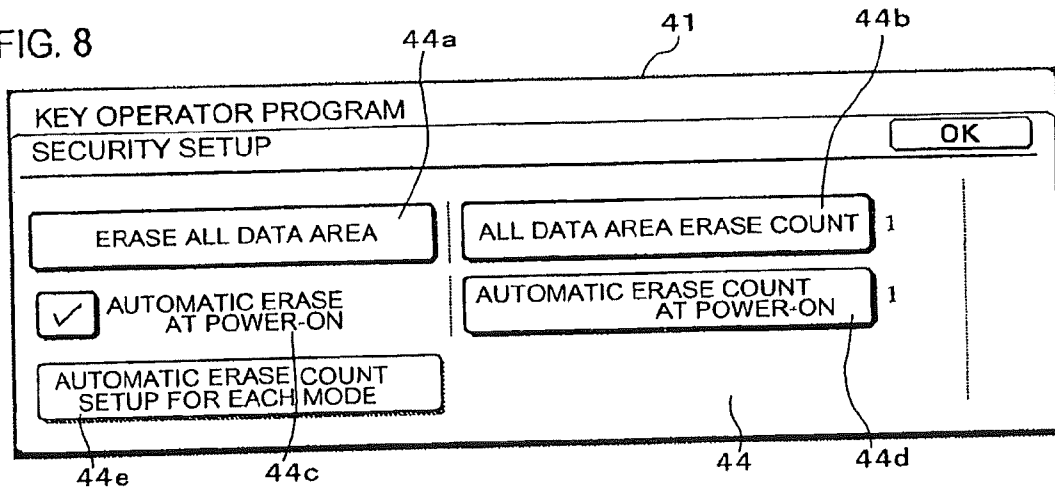 FIG. 8
44a
41
44b
KEY OPERATOR PROGRAM
SECURITY SETUP
OK
ERASE ALL DATA AREA
ALL DATA AREA ERASE COUNT
1
AUTOMATIC ERASE
AT POWER-ON
AUTOMATIC ERASE COUNT
AT POWER-ON
1
AUTOMATIC ERASE COUNT
SETUP FOR EACH MODE
44e
44c
44
44d